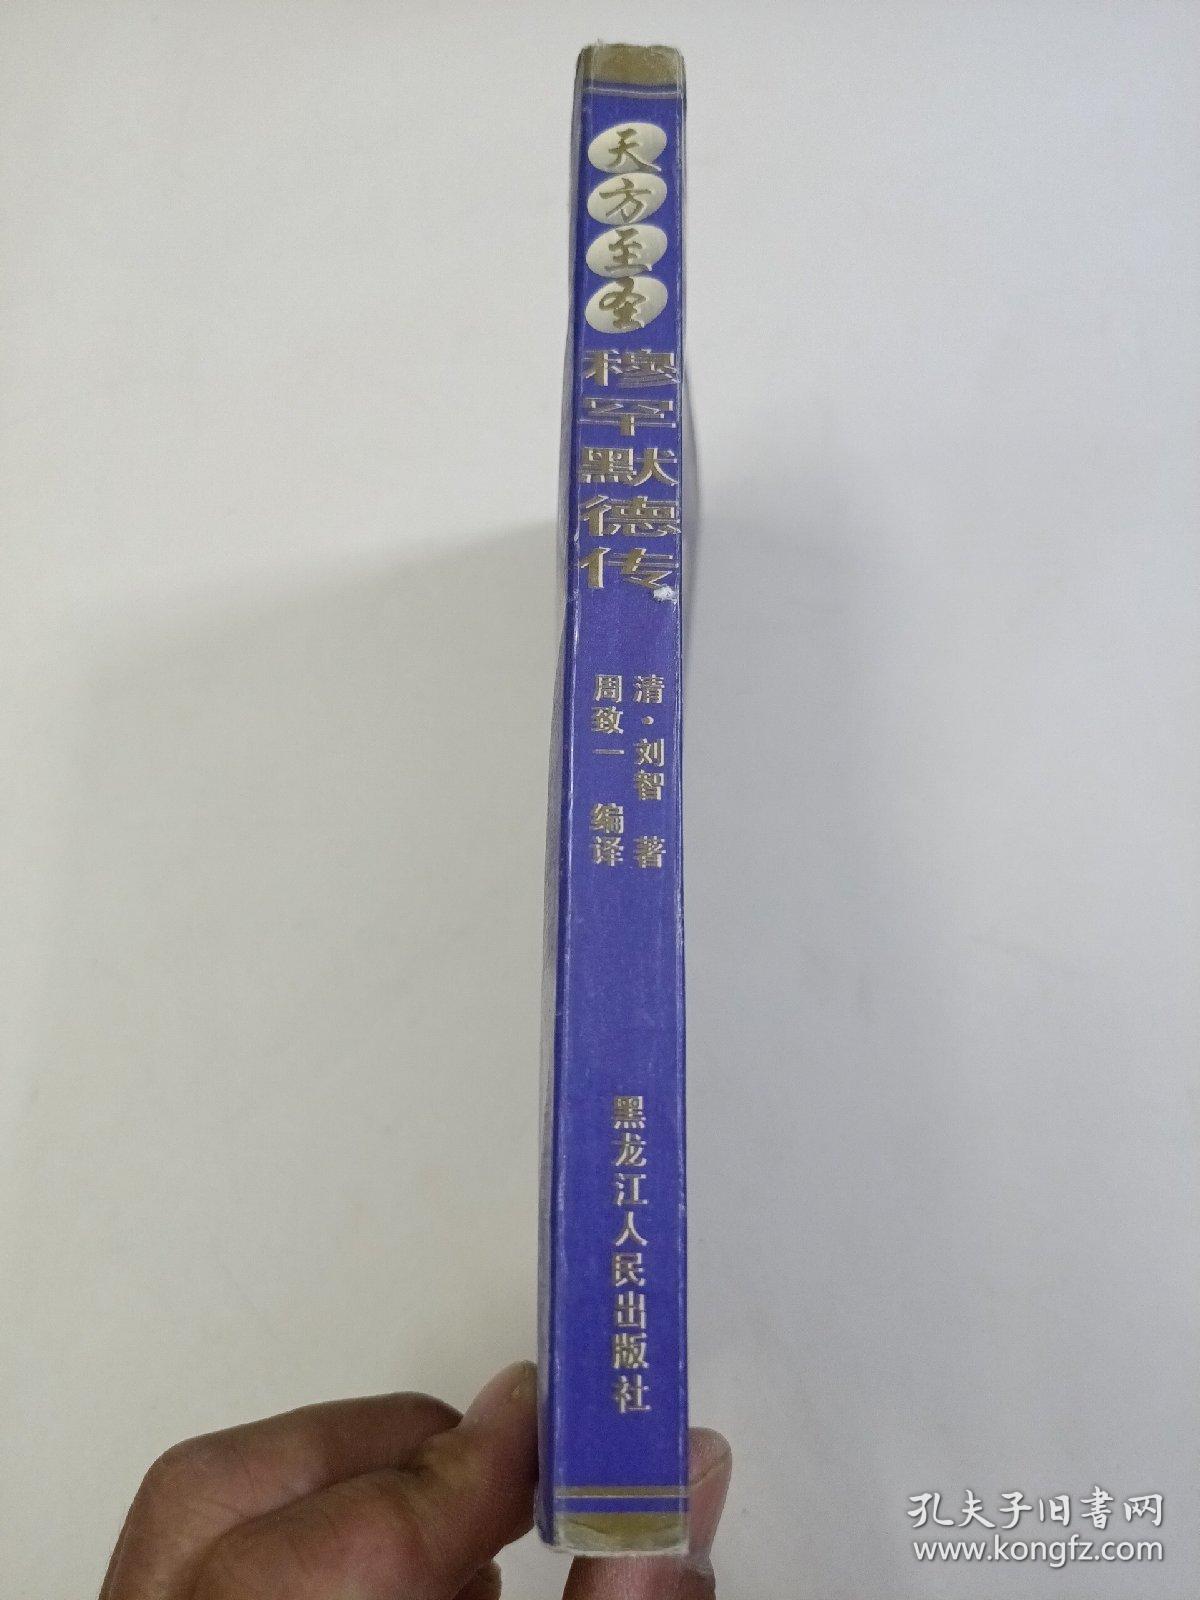 天方至圣
穆罕默德传
清·刘智 著
周致一 编译
黑龙江人民出版社
孔夫子旧书网
www.kongfz.com